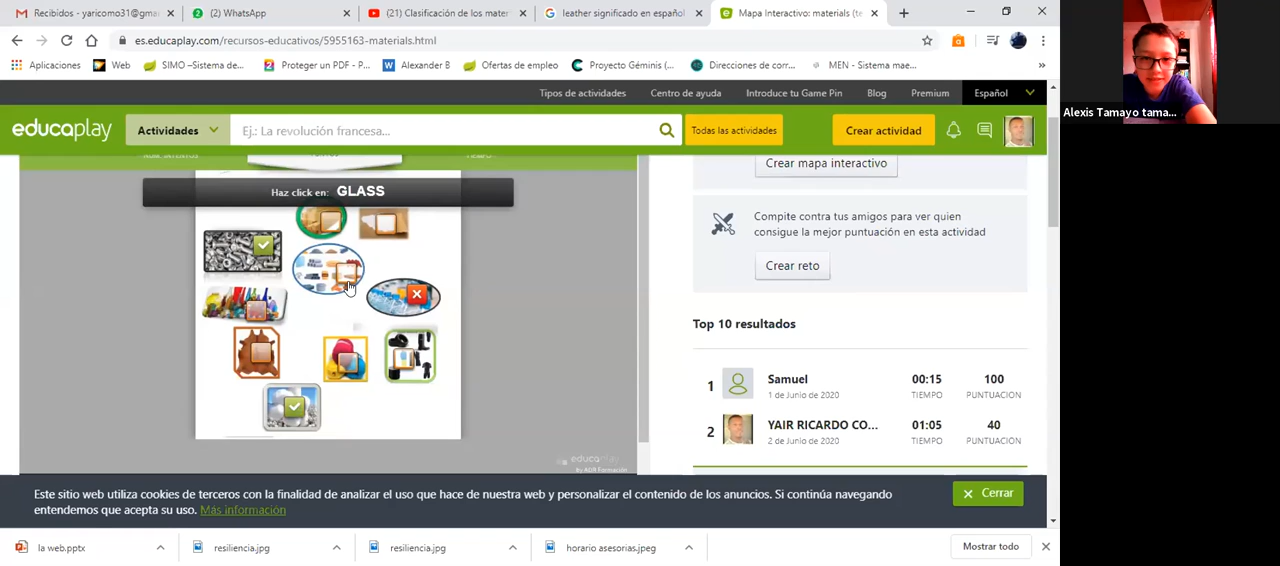 Recibidos - yaricomo31@gma
(2) WhatsApp
(21) Clasificación de los mater
leather significado en español
Mapa Interactivo: materials (te
es.educaplay.com/recursos-educativos/5955163-materials.html
Aplicaciones
Web
SIMO –Sistema de...
Proteger un PDF - P...
Alexander B
Ofertas de empleo
Proyecto Géminis (...
Direcciones de corr...
MEN - Sistema mae...
Tipos de actividades
Centro de ayuda
Introduce tu Game Pin
Blog
Premium
Español
educaplay
Actividades
Ej.: La revolución francesa...
Todas las actividades
Crear actividad
Alexis Tamayo tama...
Haz click en: GLASS
Crear mapa interactivo
Compite contra tus amigos para ver quien
consigue la mejor puntuación en esta actividad
Crear reto
Top 10 resultados
1
Samuel
1 de Junio de 2020
00:15
TIEMPO
100
PUNTUACION
2
YAIR RICARDO CO...
2 de Junio de 2020
01:05
TIEMPO
40
PUNTUACION
educaplay
by ADR Formación
Este sitio web utiliza cookies de terceros con la finalidad de analizar el uso que hace de nuestra web y personalizar el contenido de los anuncios. Si continúa navegando
entendemos que acepta su uso. Más información
Cerrar
la web.pptx
resiliencia.jpg
resiliencia.jpg
horario asesorias.jpeg
Mostrar todo